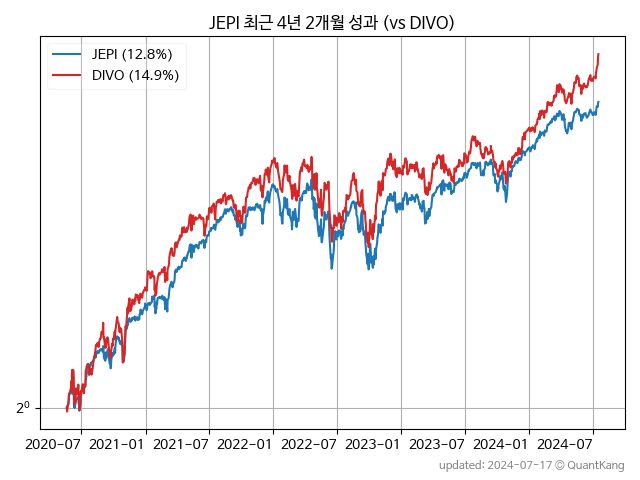 JEPI 최근 4년 2개월 성과 (vs DIVO)
JEPI (12.8%)
DIVO (14.9%)
2⁰
2020-07 2021-01 2021-07 2022-01 2022-07 2023-01 2023-07 2024-01 2024-07
updated: 2024-07-17 © QuantKang